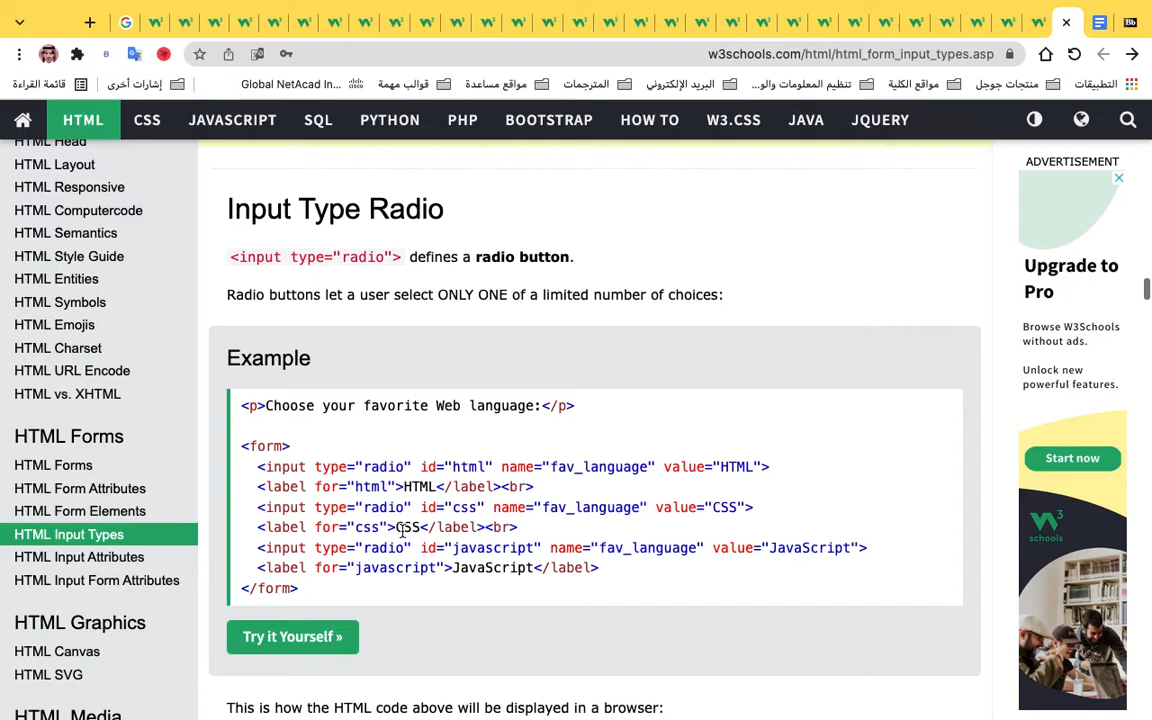 w3schools.com/html/html_form_input_types.asp
قائمة القراءة
إشارات أخرى
Global NetAcad In...
قوالب مهمة
مواقع مساعدة
المترجمات
البريد الإلكتروني
تنظيم المعلومات والو...
مواقع الكلية
منتجات جوجل
التطبيقات
HTML
CSS
JAVASCRIPT
SQL
PYTHON
PHP
BOOTSTRAP
HOW TO
W3.CSS
JAVA
JQUERY
HTML Head
HTML Layout
HTML Responsive
HTML Computercode
HTML Semantics
HTML Style Guide
HTML Entities
HTML Symbols
HTML Emojis
HTML Charset
HTML URL Encode
HTML vs. XHTML
HTML Forms
HTML Forms
HTML Form Attributes
HTML Form Elements
HTML Input Types
HTML Input Attributes
HTML Input Form Attributes
HTML Graphics
HTML Canvas
HTML SVG
HTML Media
Input Type Radio
<input type="radio"> defines a radio button.
Radio buttons let a user select ONLY ONE of a limited number of choices:
Example
<p>Choose your favorite Web language:</p>
<form>
<input type="radio" id="html" name="fav_language" value="HTML">
<label for="html">HTML</label><br>
<input type="radio" id="css" name="fav_language" value="CSS">
<label for="css">CSS</label><br>
<input type="radio" id="javascript" name="fav_language" value="JavaScript">
<label for="javascript">JavaScript</label>
</form>
Try it Yourself »
This is how the HTML code above will be displayed in a browser:
ADVERTISEMENT
Upgrade to
Pro
Browse W3Schools
without ads.
Unlock new
powerful features.
Start now
W3
schools